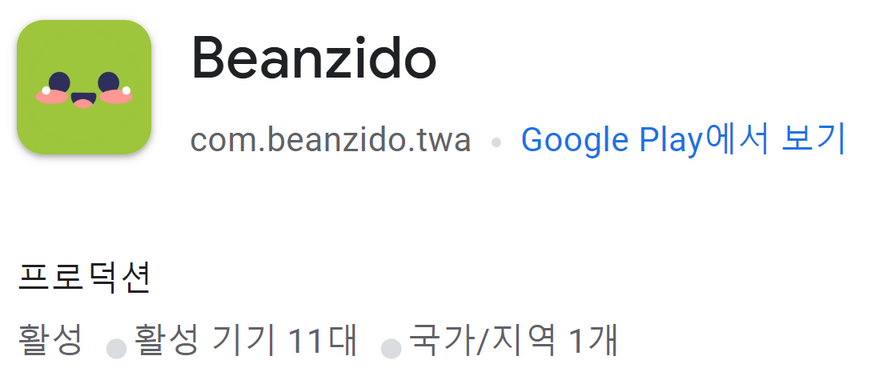 Beanzido
com.beanzido.twa • Google Play에서 보기
프로덕션
활성 ● 활성 기기 11대 ● 국가/지역 1개